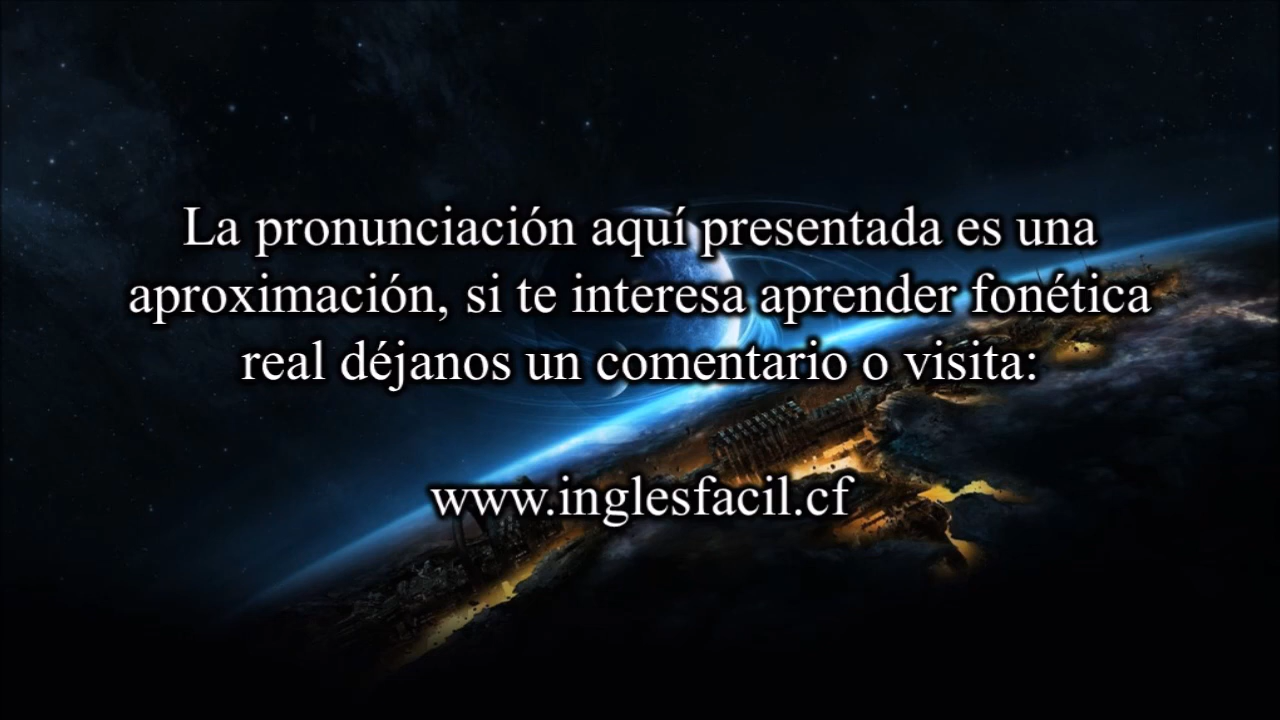 La pronunciación aquí presentada es una
aproximación, si te interesa aprender fonética
real déjanos un comentario o visita:
www.inglesfacil.cf